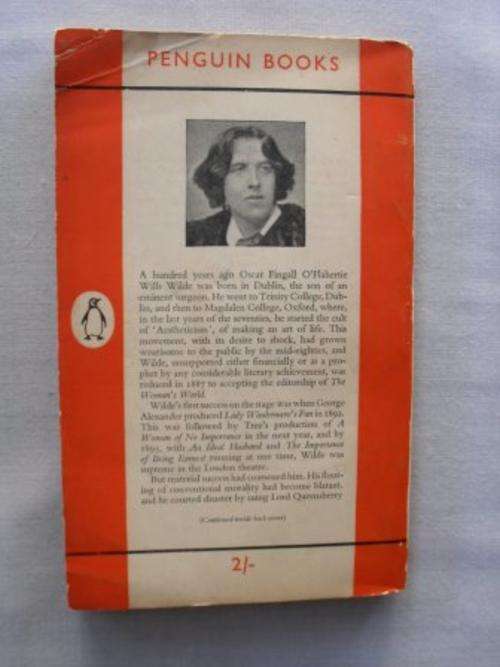 PENGUIN BOOKS
A hundred years ago Oscar Fingall O'Flahertie
Wills Wilde was born in Dublin, the son of an
eminent surgeon. He went to Trinity College, Dub-
lin, and then to Magdalen College, Oxford, where,
in the last years of the seventies, he started the cult
of 'Aestheticism', of making an art of life. This
movement, with its desire to shock, had grown
wearisome to the public by the mid-eighties, and
Wilde, unsupported either financially or as a pro-
phet by any considerable literary achievement, was
reduced in 1887 to accepting the editorship of The
Woman's World.
Wilde's first success on the stage was when George
Alexander produced Lady Windermere's Fan in 1892.
This was followed by Tree's production of A
Woman of No Importance in the next year, and by
1895, with An Ideal Husband and The Importance
of Being Earnest running at one time, Wilde was
supreme in the London theatre.
But material success had coarsened him. His flout-
ing of conventional morality had become blatant,
and he courted disaster by suing Lord Queensberry
(Continued inside back cover)
2/-